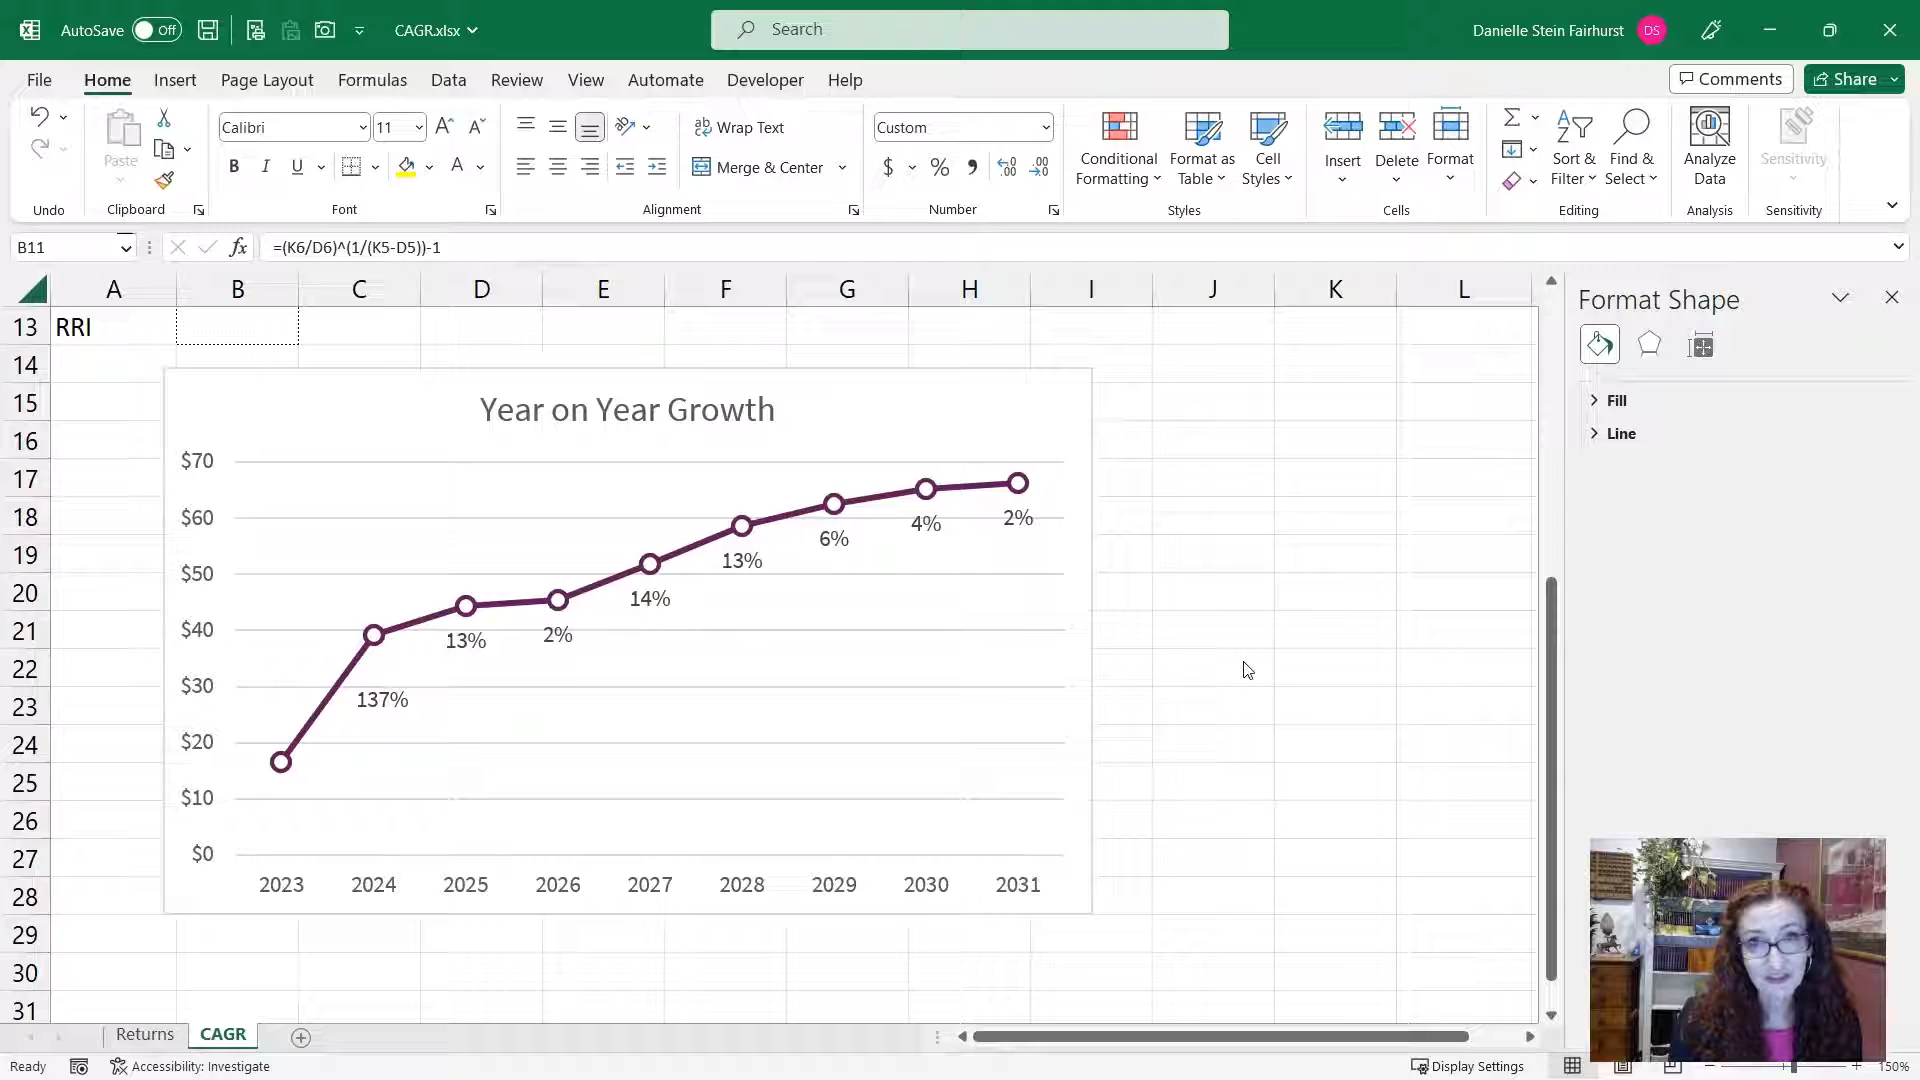 AutoSave Off CAGR.xlsx Search Danielle Stein Fairhurst DS
File Home Insert Page Layout Formulas Data Review View Automate Developer Help Comments Share
Calibri 11 Wrap Text Custom
Paste B I U Merge & Center $ % Conditional Formatting Format as Table Cell Styles Insert Delete Format Sort & Filter Find & Select Analyze Data Sensitivity
Undo Clipboard Font Alignment Number Styles Cells Editing Analysis Sensitivity
B11 fx =(K6/D6)^(1/(K5-D5))-1
A B C D E F G H I J K L
Format Shape
13 RRI
14
15
16
17
18
19
20
21
22
23
24
25
26
27
28
29
30
31
Year on Year Growth
$70
$60
$50
$40
$30
$20
$10
$0
137% 13% 2% 14% 13% 6% 4% 2%
2023 2024 2025 2026 2027 2028 2029 2030 2031
Fill
Line
Returns CAGR
Ready Accessibility: Investigate Display Settings 150%